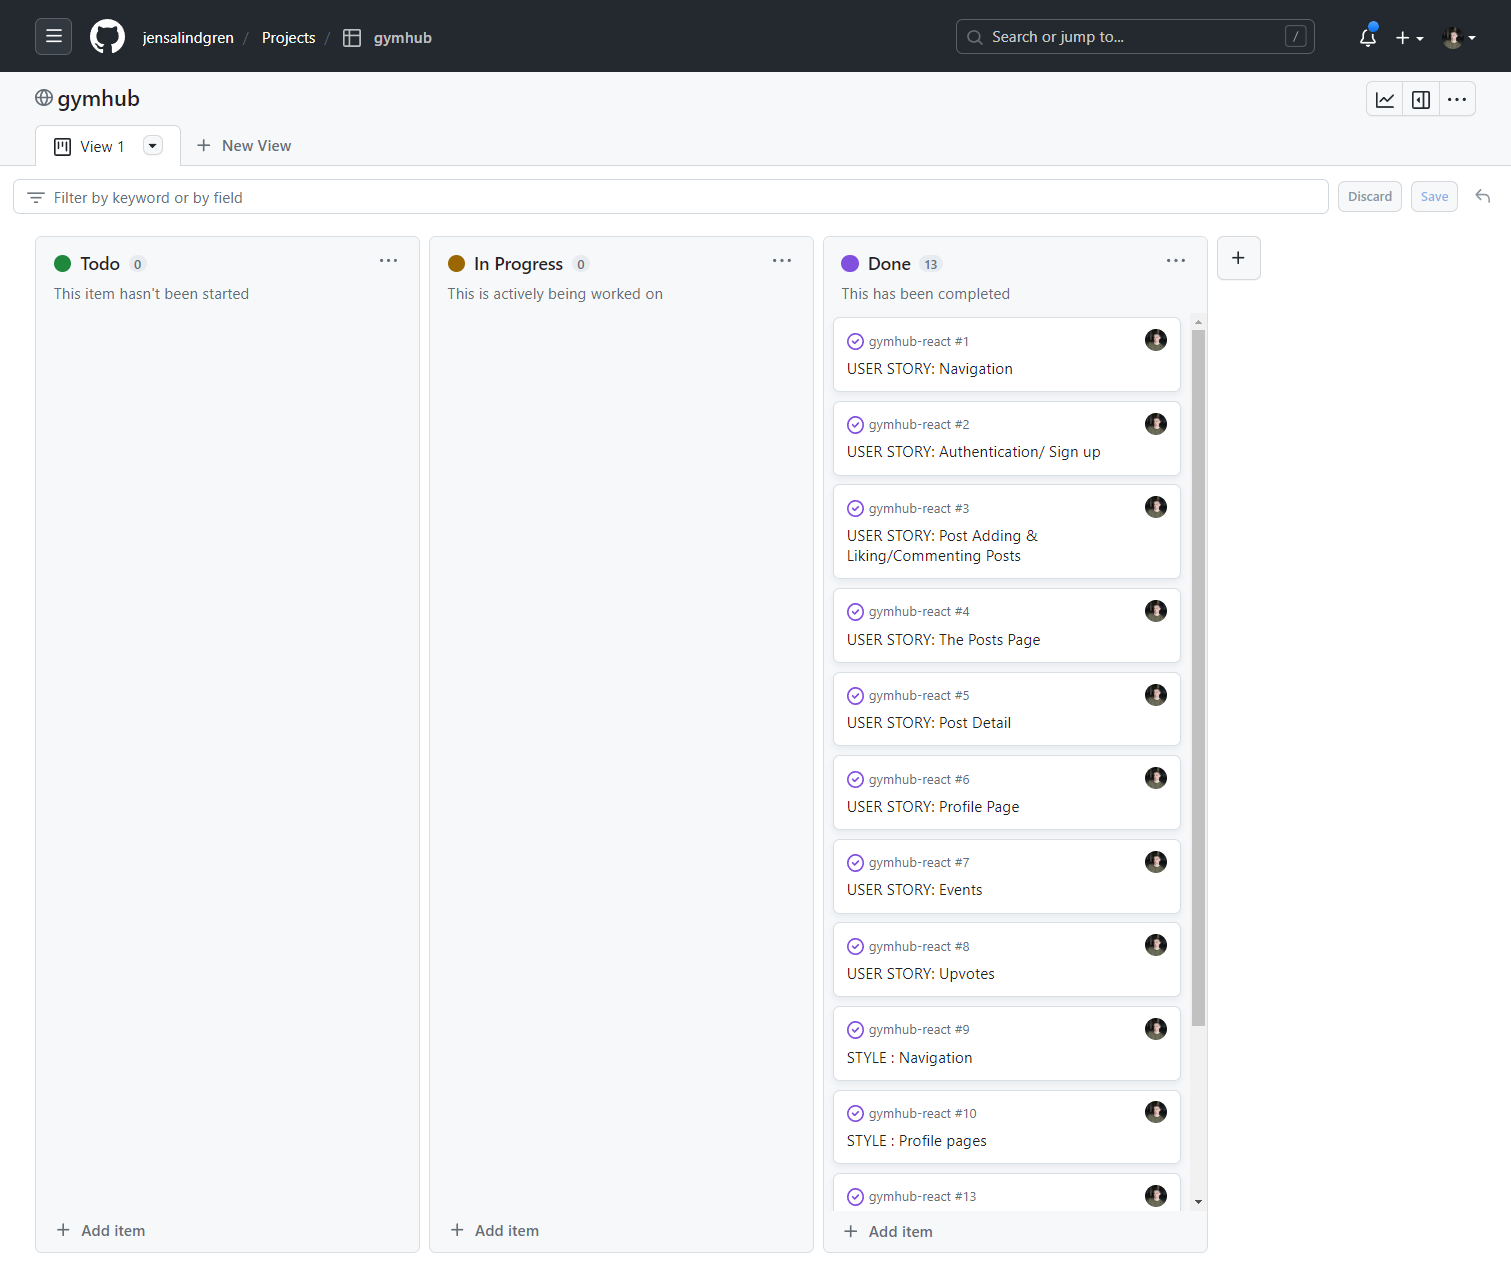 jensalindgren / Projects / gymhub
Search or jump to... /
gymhub
View 1
New View
Filter by keyword or by field
Discard
Save
Todo 0
This item hasn't been started
Add item
In Progress 0
This is actively being worked on
Add item
Done 13
This has been completed
gymhub-react #1
USER STORY: Navigation
gymhub-react #2
USER STORY: Authentication/ Sign up
gymhub-react #3
USER STORY: Post Adding &
Liking/Commenting Posts
gymhub-react #4
USER STORY: The Posts Page
gymhub-react #5
USER STORY: Post Detail
gymhub-react #6
USER STORY: Profile Page
gymhub-react #7
USER STORY: Events
gymhub-react #8
USER STORY: Upvotes
gymhub-react #9
STYLE : Navigation
gymhub-react #10
STYLE : Profile pages
gymhub-react #13
Add item